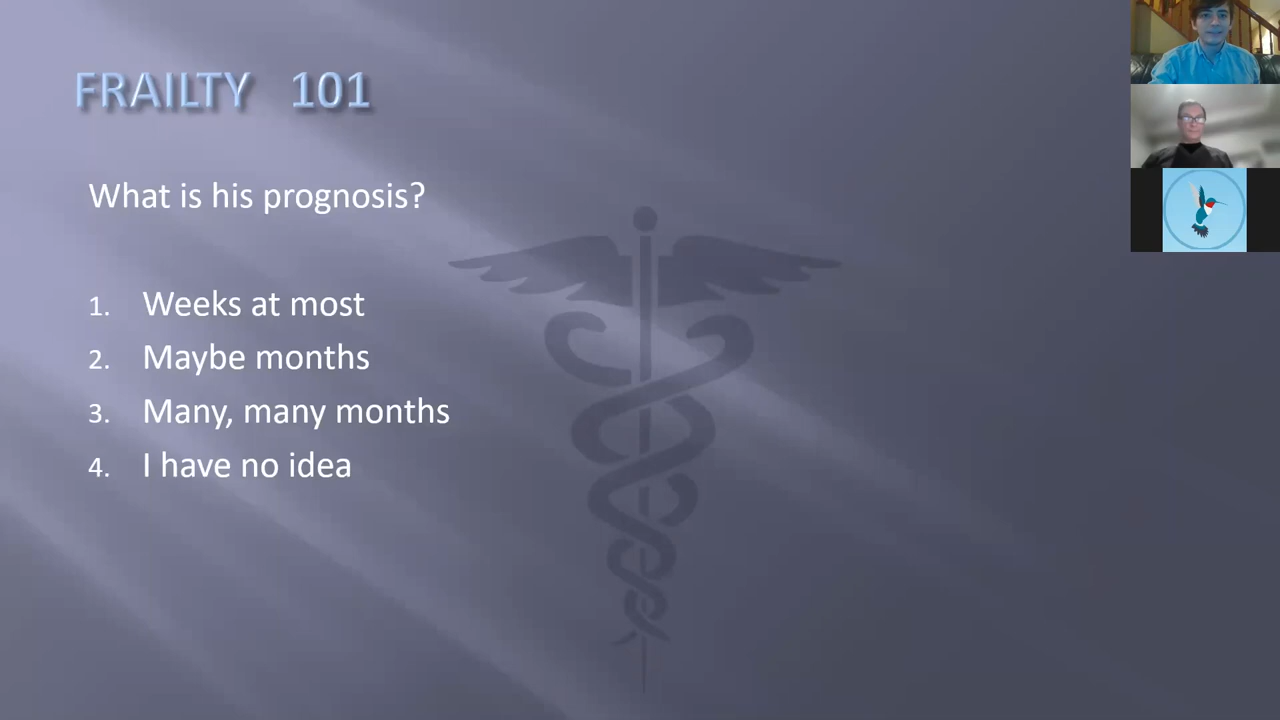 FRAILTY 101
What is his prognosis?
1. Weeks at most
2. Maybe months
3. Many, many months
4. I have no idea